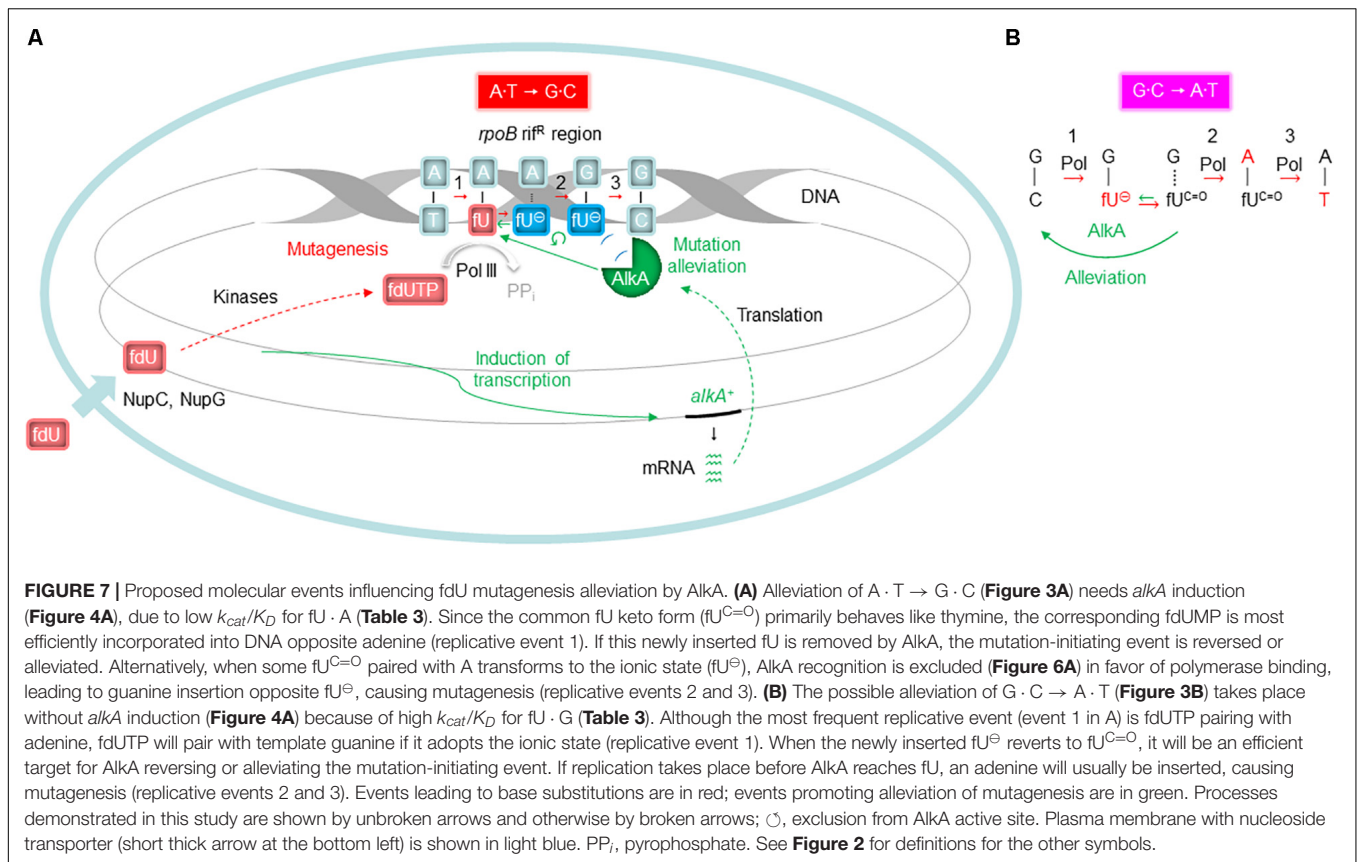 A
B
A·T → G·C
G·C → A·T
rpoB rifᴿ region
A A A G G
1 2 3
T fU fU⊖ fU⊖ C
DNA
Mutagenesis
Pol III
fdUTP
PPᵢ
AlkA
Mutation
alleviation
Kinases
Translation
fdU
NupC, NupG
Induction of
transcription
alkA⁺
↓
mRNA
fdU
1 2 3
G Pol G G Pol A Pol A
C fU⊖ fUᶜ⁼ᴼ fUᶜ⁼ᴼ T
AlkA
Alleviation
FIGURE 7 | Proposed molecular events influencing fdU mutagenesis alleviation by AlkA. (A) Alleviation of A · T → G · C (Figure 3A) needs alkA induction
(Figure 4A), due to low kcat/KD for fU · A (Table 3). Since the common fU keto form (fUᶜ⁼ᴼ) primarily behaves like thymine, the corresponding fdUMP is most
efficiently incorporated into DNA opposite adenine (replicative event 1). If this newly inserted fU is removed by AlkA, the mutation-initiating event is reversed or
alleviated. Alternatively, when some fUᶜ⁼ᴼ paired with A transforms to the ionic state (fU⊖), AlkA recognition is excluded (Figure 6A) in favor of polymerase binding,
leading to guanine insertion opposite fU⊖, causing mutagenesis (replicative events 2 and 3). (B) The possible alleviation of G · C → A · T (Figure 3B) takes place
without alkA induction (Figure 4A) because of high kcat/KD for fU · G (Table 3). Although the most frequent replicative event (event 1 in A) is fdUTP pairing with
adenine, fdUTP will pair with template guanine if it adopts the ionic state (replicative event 1). When the newly inserted fU⊖ reverts to fUᶜ⁼ᴼ, it will be an efficient
target for AlkA reversing or alleviating the mutation-initiating event. If replication takes place before AlkA reaches fU, an adenine will usually be inserted, causing
mutagenesis (replicative events 2 and 3). Events leading to base substitutions are in red; events promoting alleviation of mutagenesis are in green. Processes
demonstrated in this study are shown by unbroken arrows and otherwise by broken arrows; ↺, exclusion from AlkA active site. Plasma membrane with nucleoside
transporter (short thick arrow at the bottom left) is shown in light blue. PPᵢ, pyrophosphate. See Figure 2 for definitions for the other symbols.